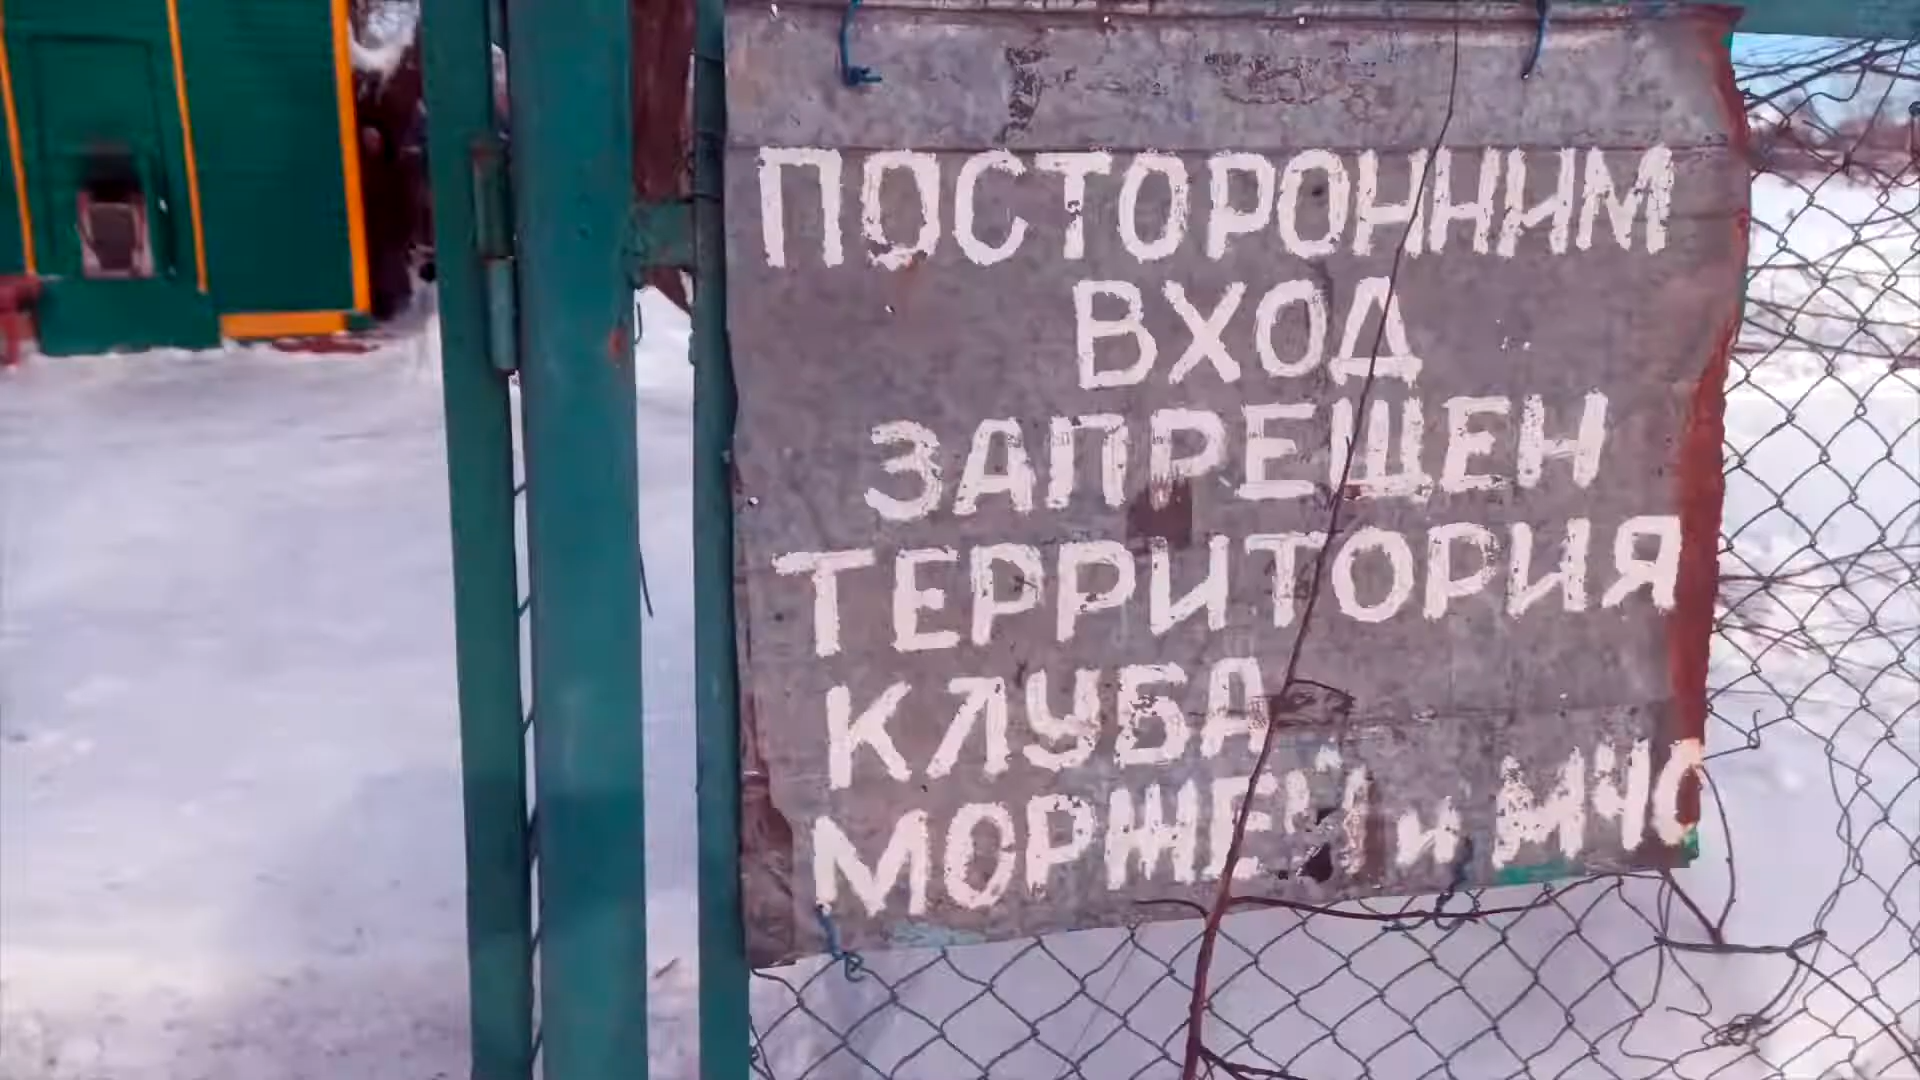 ПОСТОРОННИМ
ВХОД
ЗАПРЕЩЕН
ТЕРРИТОРИЯ
КЛУБА
МОРЖЕЙ и МЧС